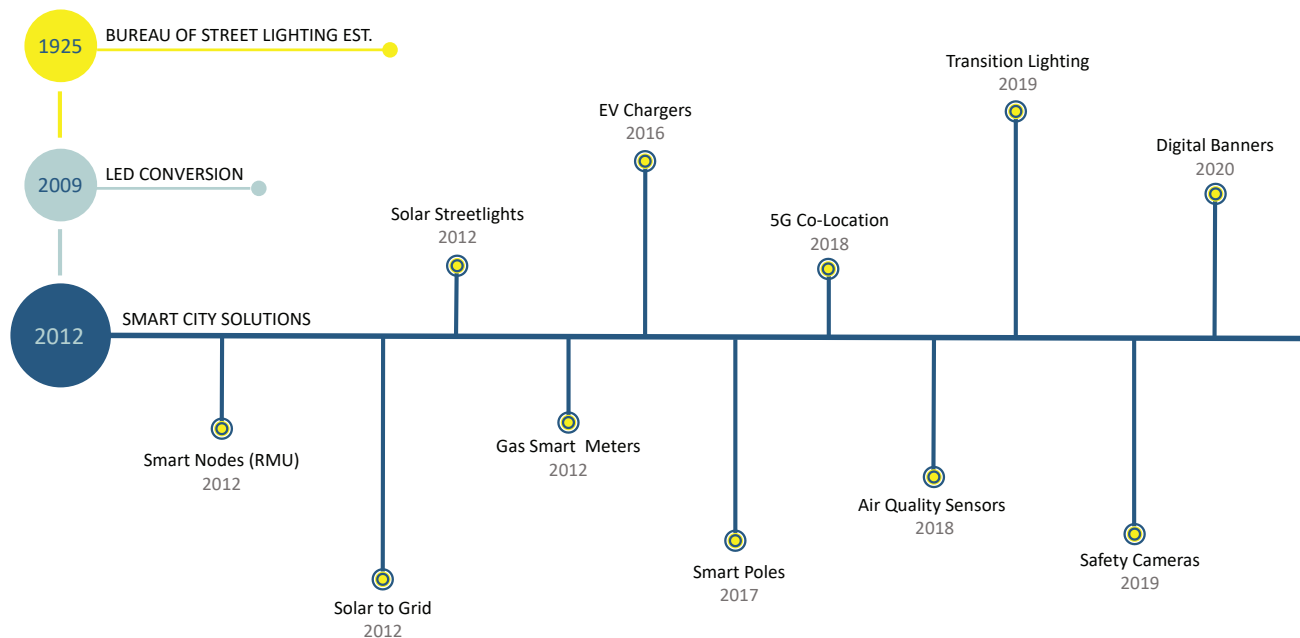 1925
BUREAU OF STREET LIGHTING EST.
2009
LED CONVERSION
2012
SMART CITY SOLUTIONS
Smart Nodes (RMU)
2012
Solar to Grid
2012
Solar Streetlights
2012
Gas Smart  Meters
2012
EV Chargers
2016
Smart Poles
2017
5G Co-Location
2018
Air Quality Sensors
2018
Transition Lighting
2019
Safety Cameras
2019
Digital Banners
2020